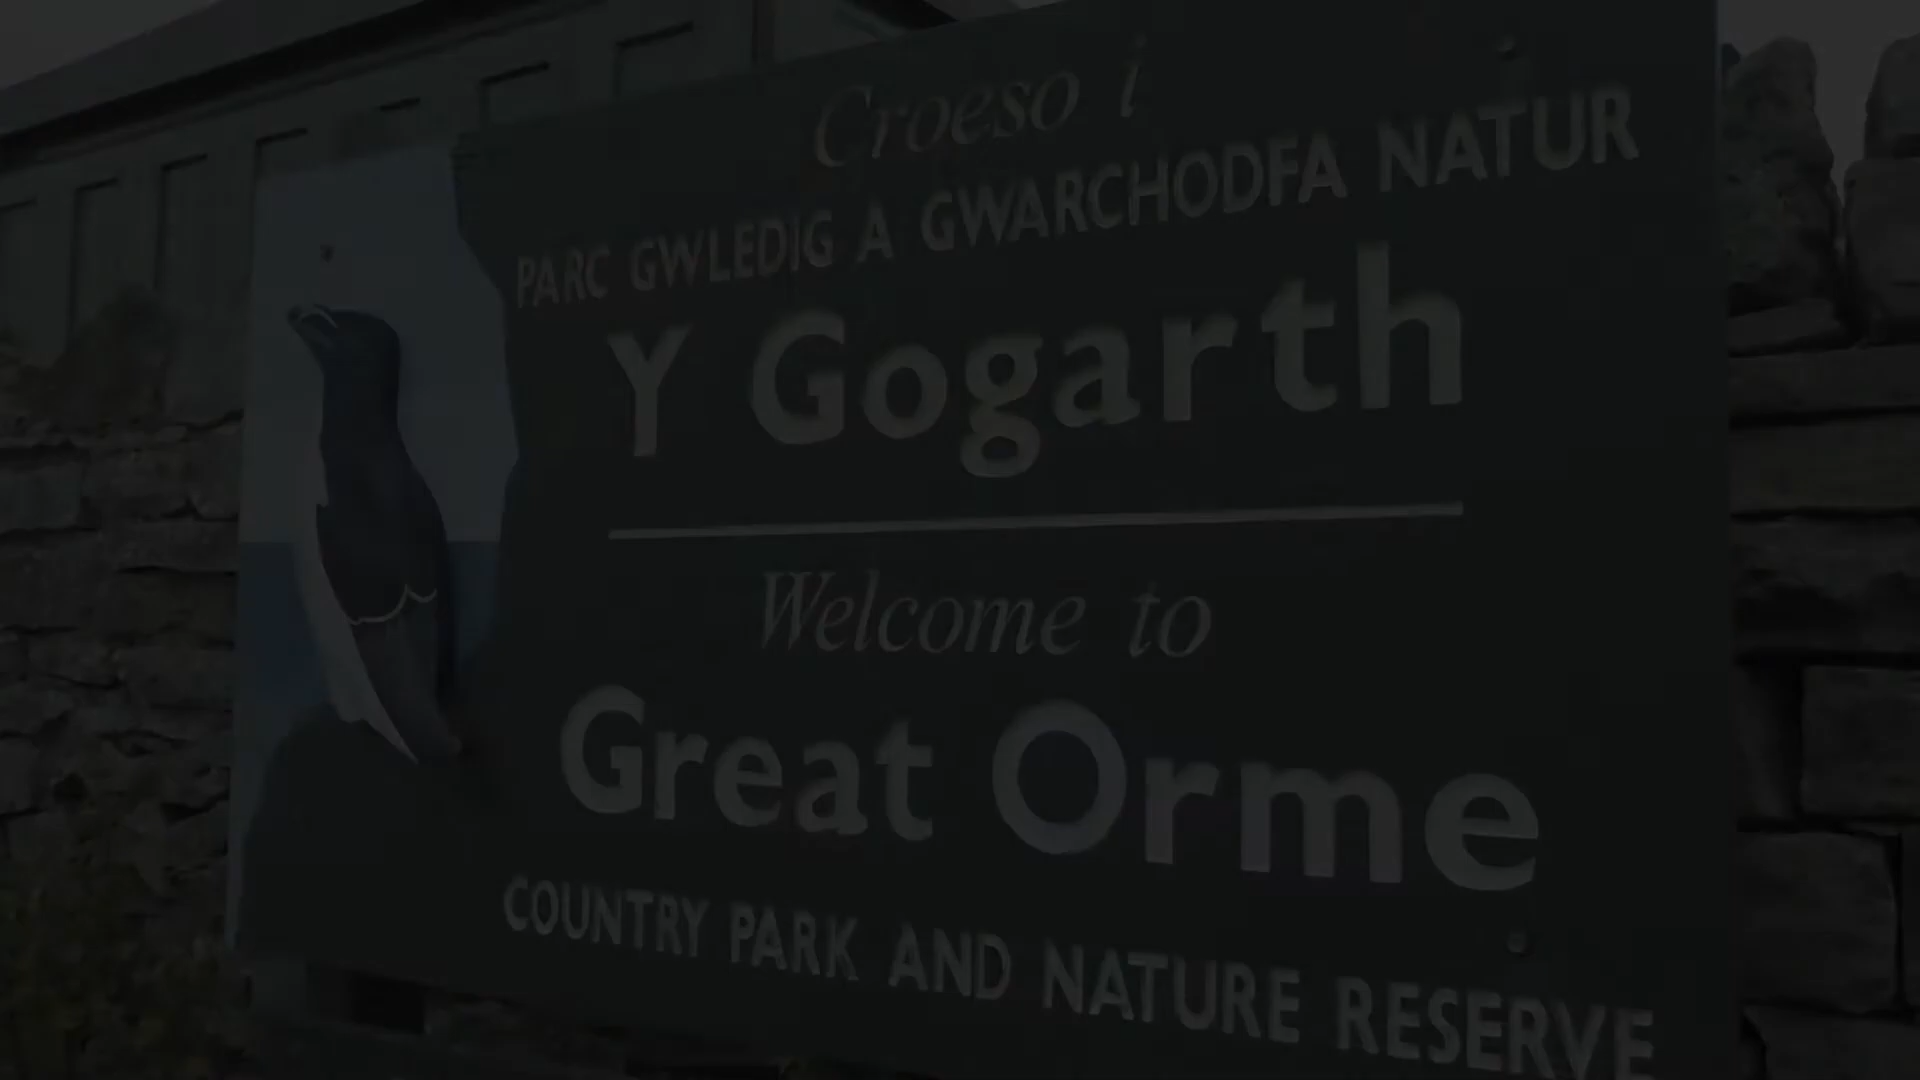 Croeso i
PARC GWLEDIG A GWARCHODFA NATUR
Y Gogarth
Welcome to
Great Orme
COUNTRY PARK AND NATURE RESERVE